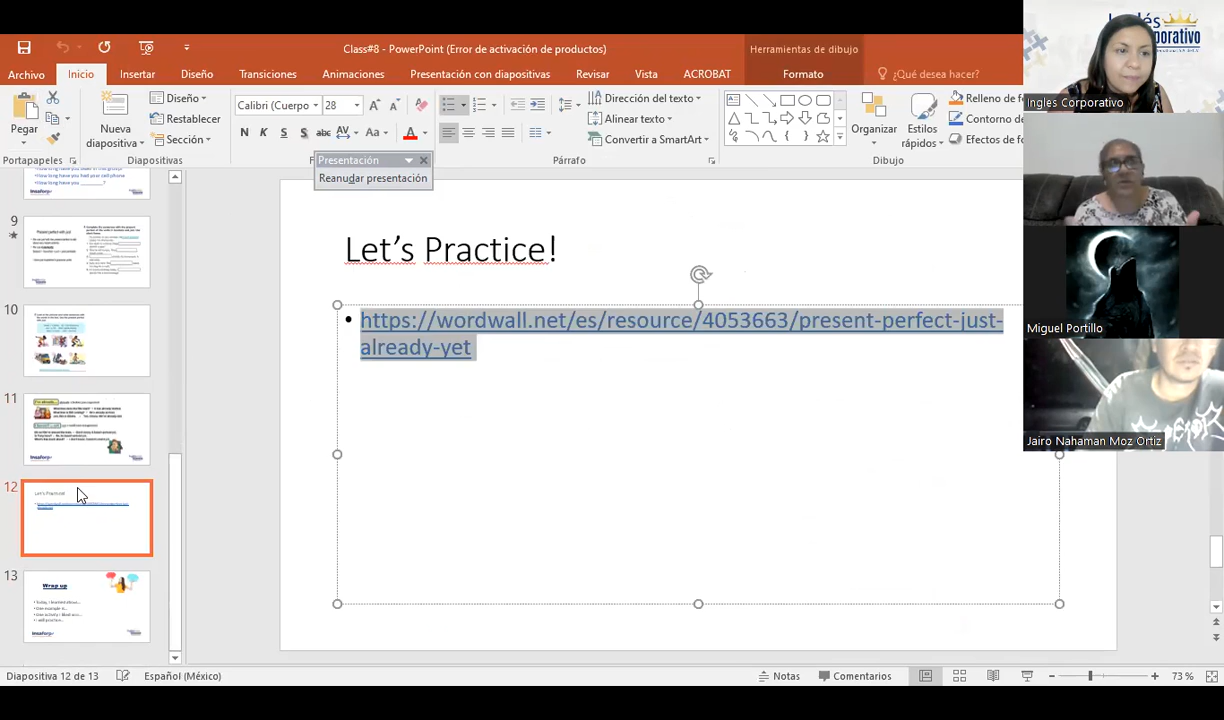 Class#8 - PowerPoint (Error de activación de productos)
Herramientas de dibujo
Archivo
Inicio
Insertar
Diseño
Transiciones
Animaciones
Presentación con diapositivas
Revisar
Vista
ACROBAT
Formato
¿Qué desea hacer?
Pegar
Nueva
diapositiva
Diseño
Restablecer
Sección
Calibri (Cuerpo)
28
N K S S abc AV Aa A
Dirección del texto
Alinear texto
Convertir a SmartArt
Organizar
Estilos
rápidos
Relleno de f
Contorno de
Efectos de fo
Portapapeles
Diapositivas
Párrafo
Dibujo
Presentación
Reanudar presentación
9
10
11
12
Let's Practice!
13
Wrap up
Let's Practice!
• https://wordwall.net/es/resource/4053663/present-perfect-just-
already-yet
Ingles Corporativo
Miguel Portillo
Jairo Nahaman Moz Ortiz
Diapositiva 12 de 13
Español (México)
Notas
Comentarios
73 %